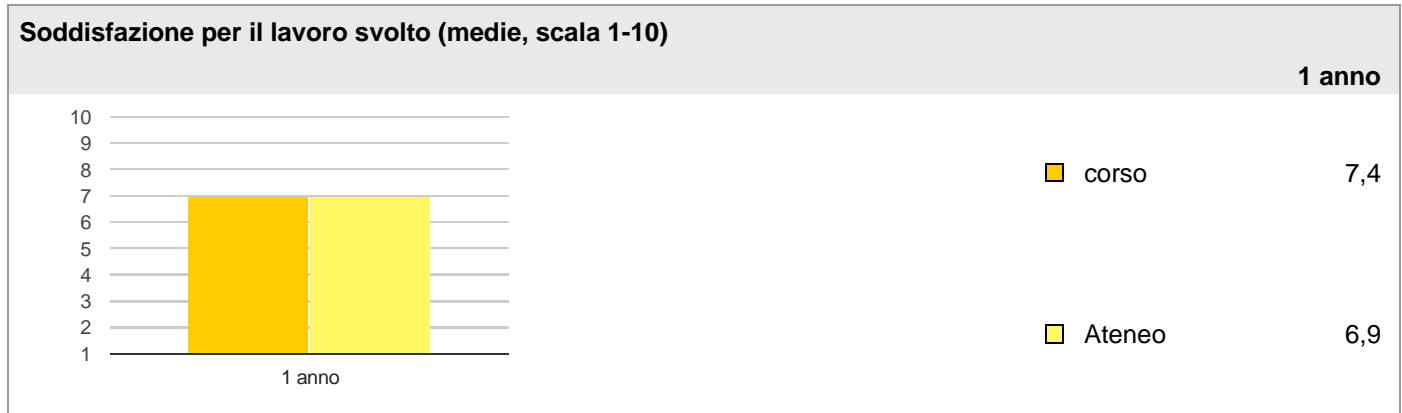 Soddisfazione per il lavoro svolto (medie, scala 1-10)
1 anno
10
9
8
7
6
5
4
3
2
1
1 anno
corso 7,4
Ateneo 6,9